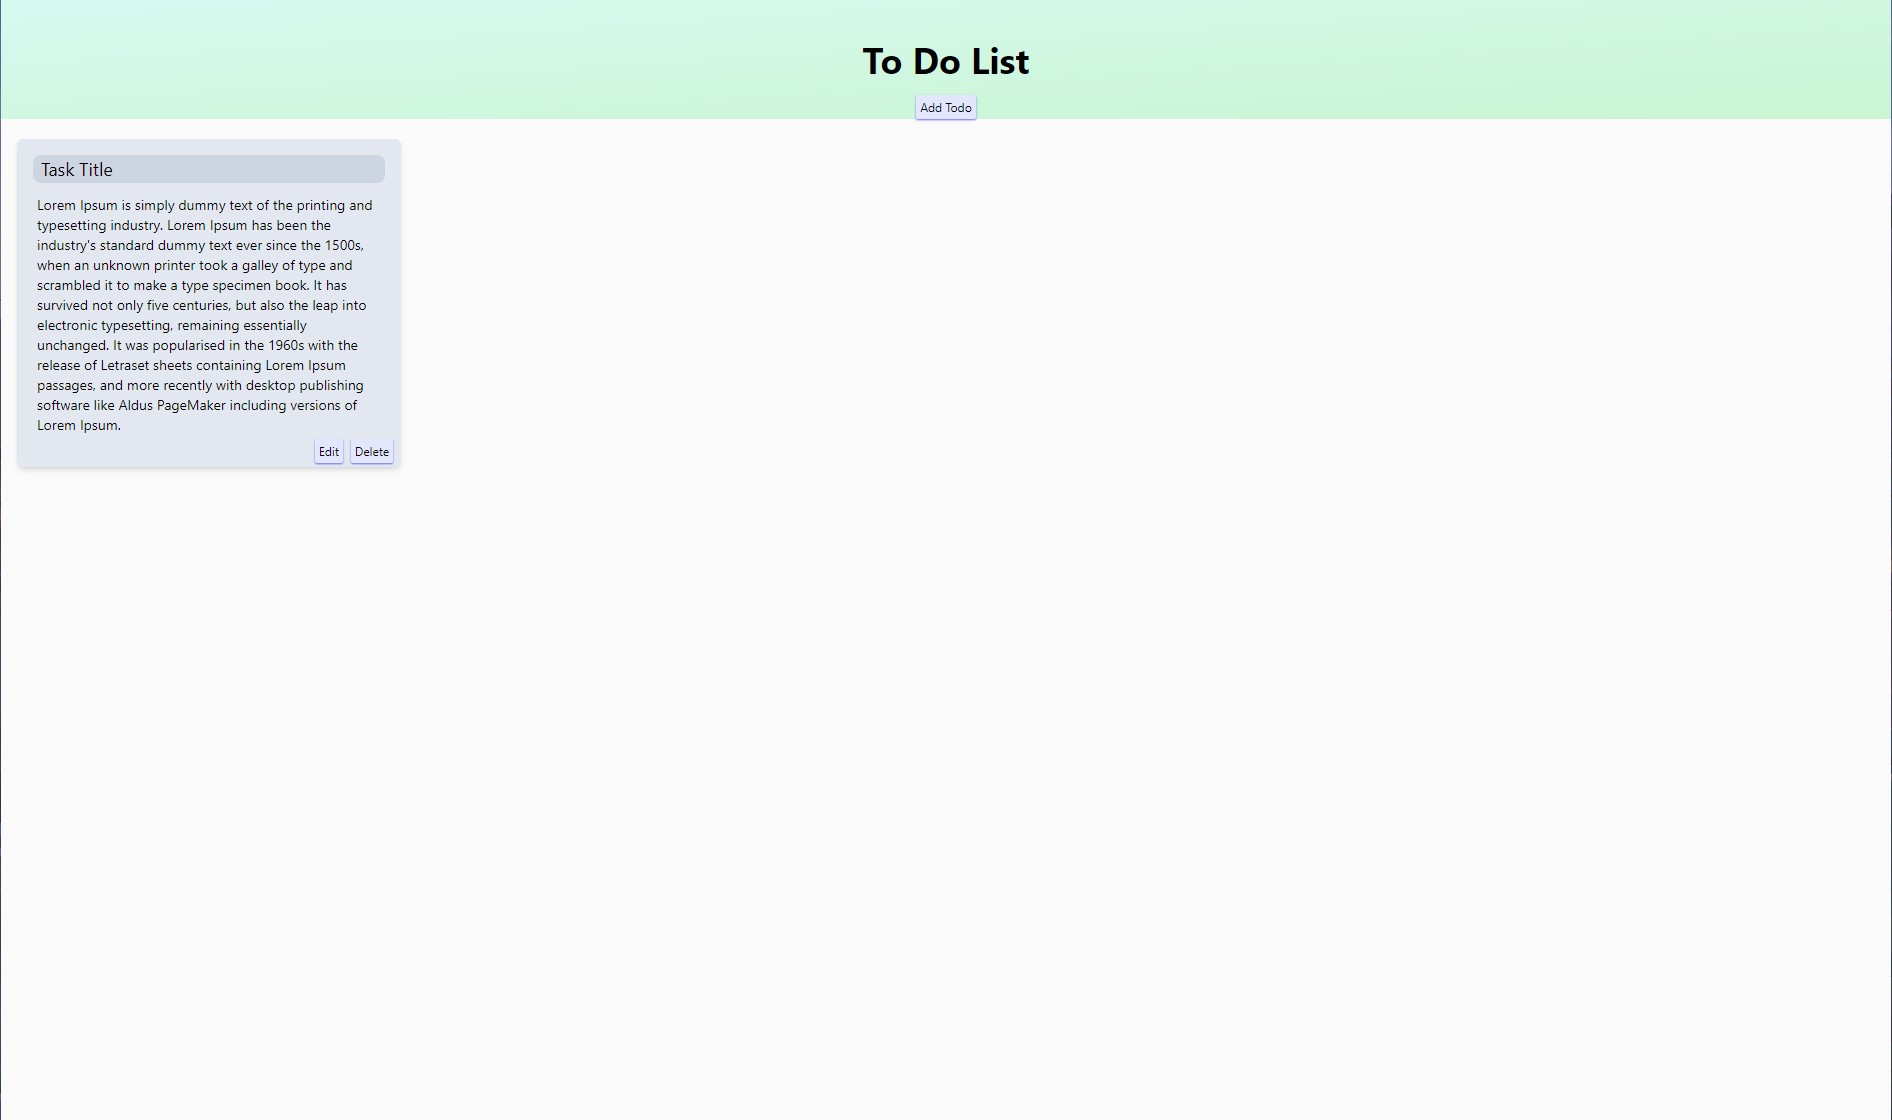 To Do List
Add Todo
Task Title
Lorem Ipsum is simply dummy text of the printing and
typesetting industry. Lorem Ipsum has been the
industry's standard dummy text ever since the 1500s,
when an unknown printer took a galley of type and
scrambled it to make a type specimen book. It has
survived not only five centuries, but also the leap into
electronic typesetting, remaining essentially
unchanged. It was popularised in the 1960s with the
release of Letraset sheets containing Lorem Ipsum
passages, and more recently with desktop publishing
software like Aldus PageMaker including versions of
Lorem Ipsum.
Edit Delete